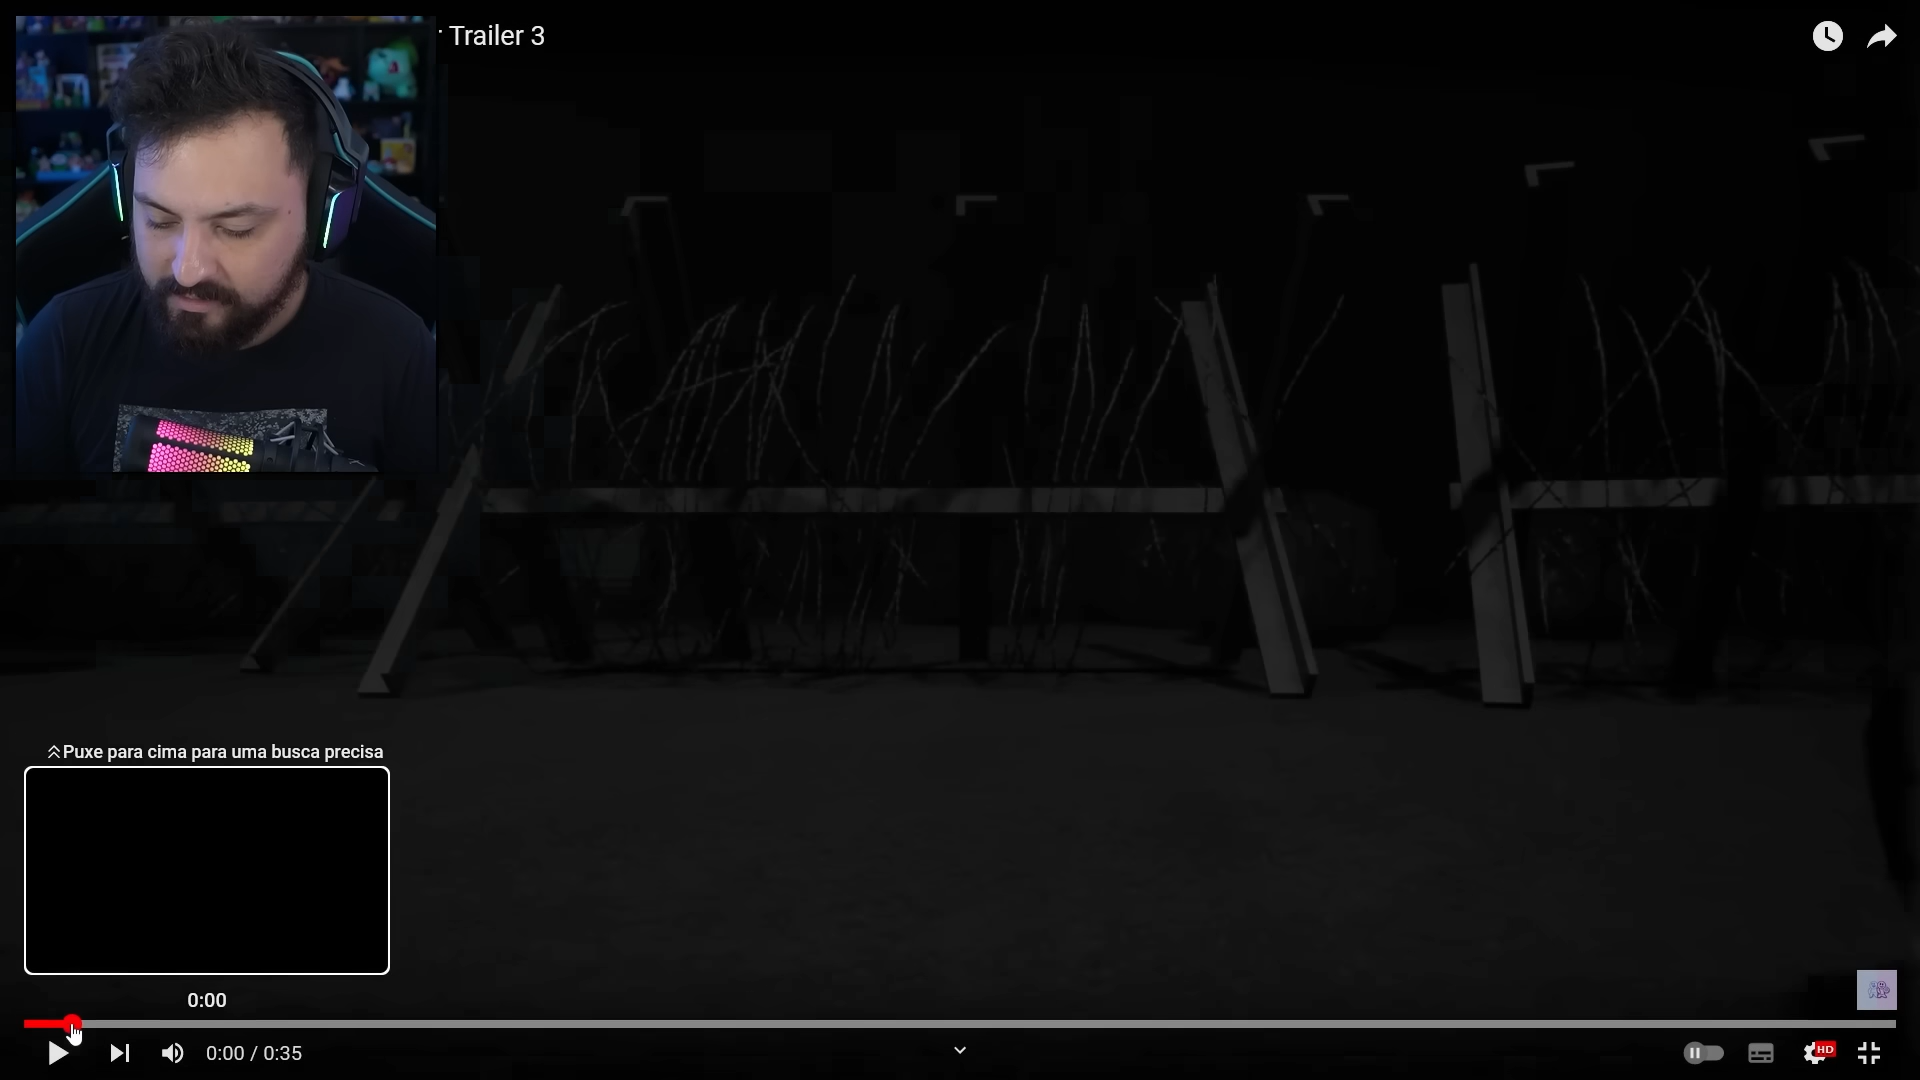 Trailer 3
Puxe para cima para uma busca precisa
0:00
0:00 / 0:35
HD